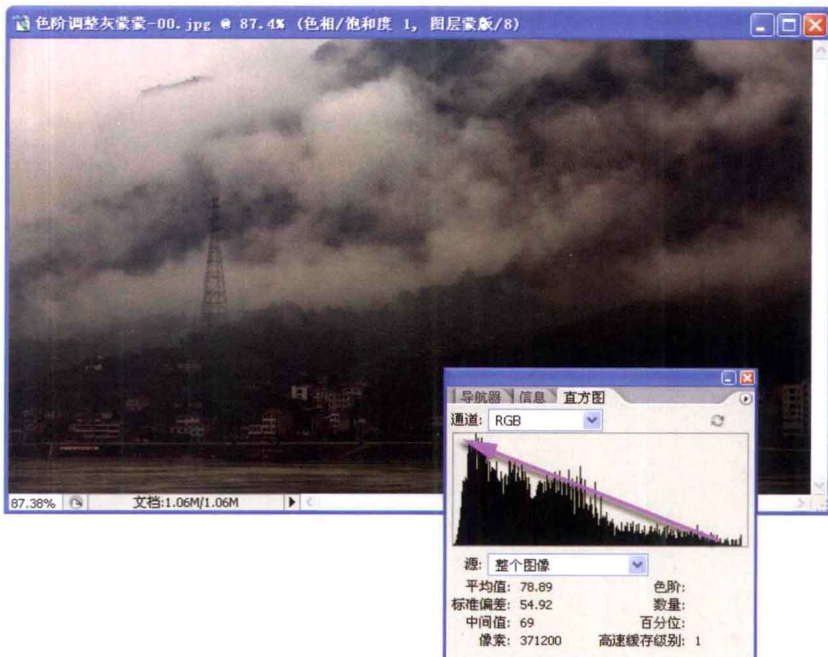 色阶调整灰蒙蒙-00.jpg @ 87.4% (色相/饱和度 1, 图层蒙版/8)
87.38%
文档:1.06M/1.06M
导航器 信息 直方图
通道: RGB
源: 整个图像
平均值: 78.89 色阶:
标准偏差: 54.92 数量:
中间值: 69 百分位:
像素: 371200 高速缓存级别: 1